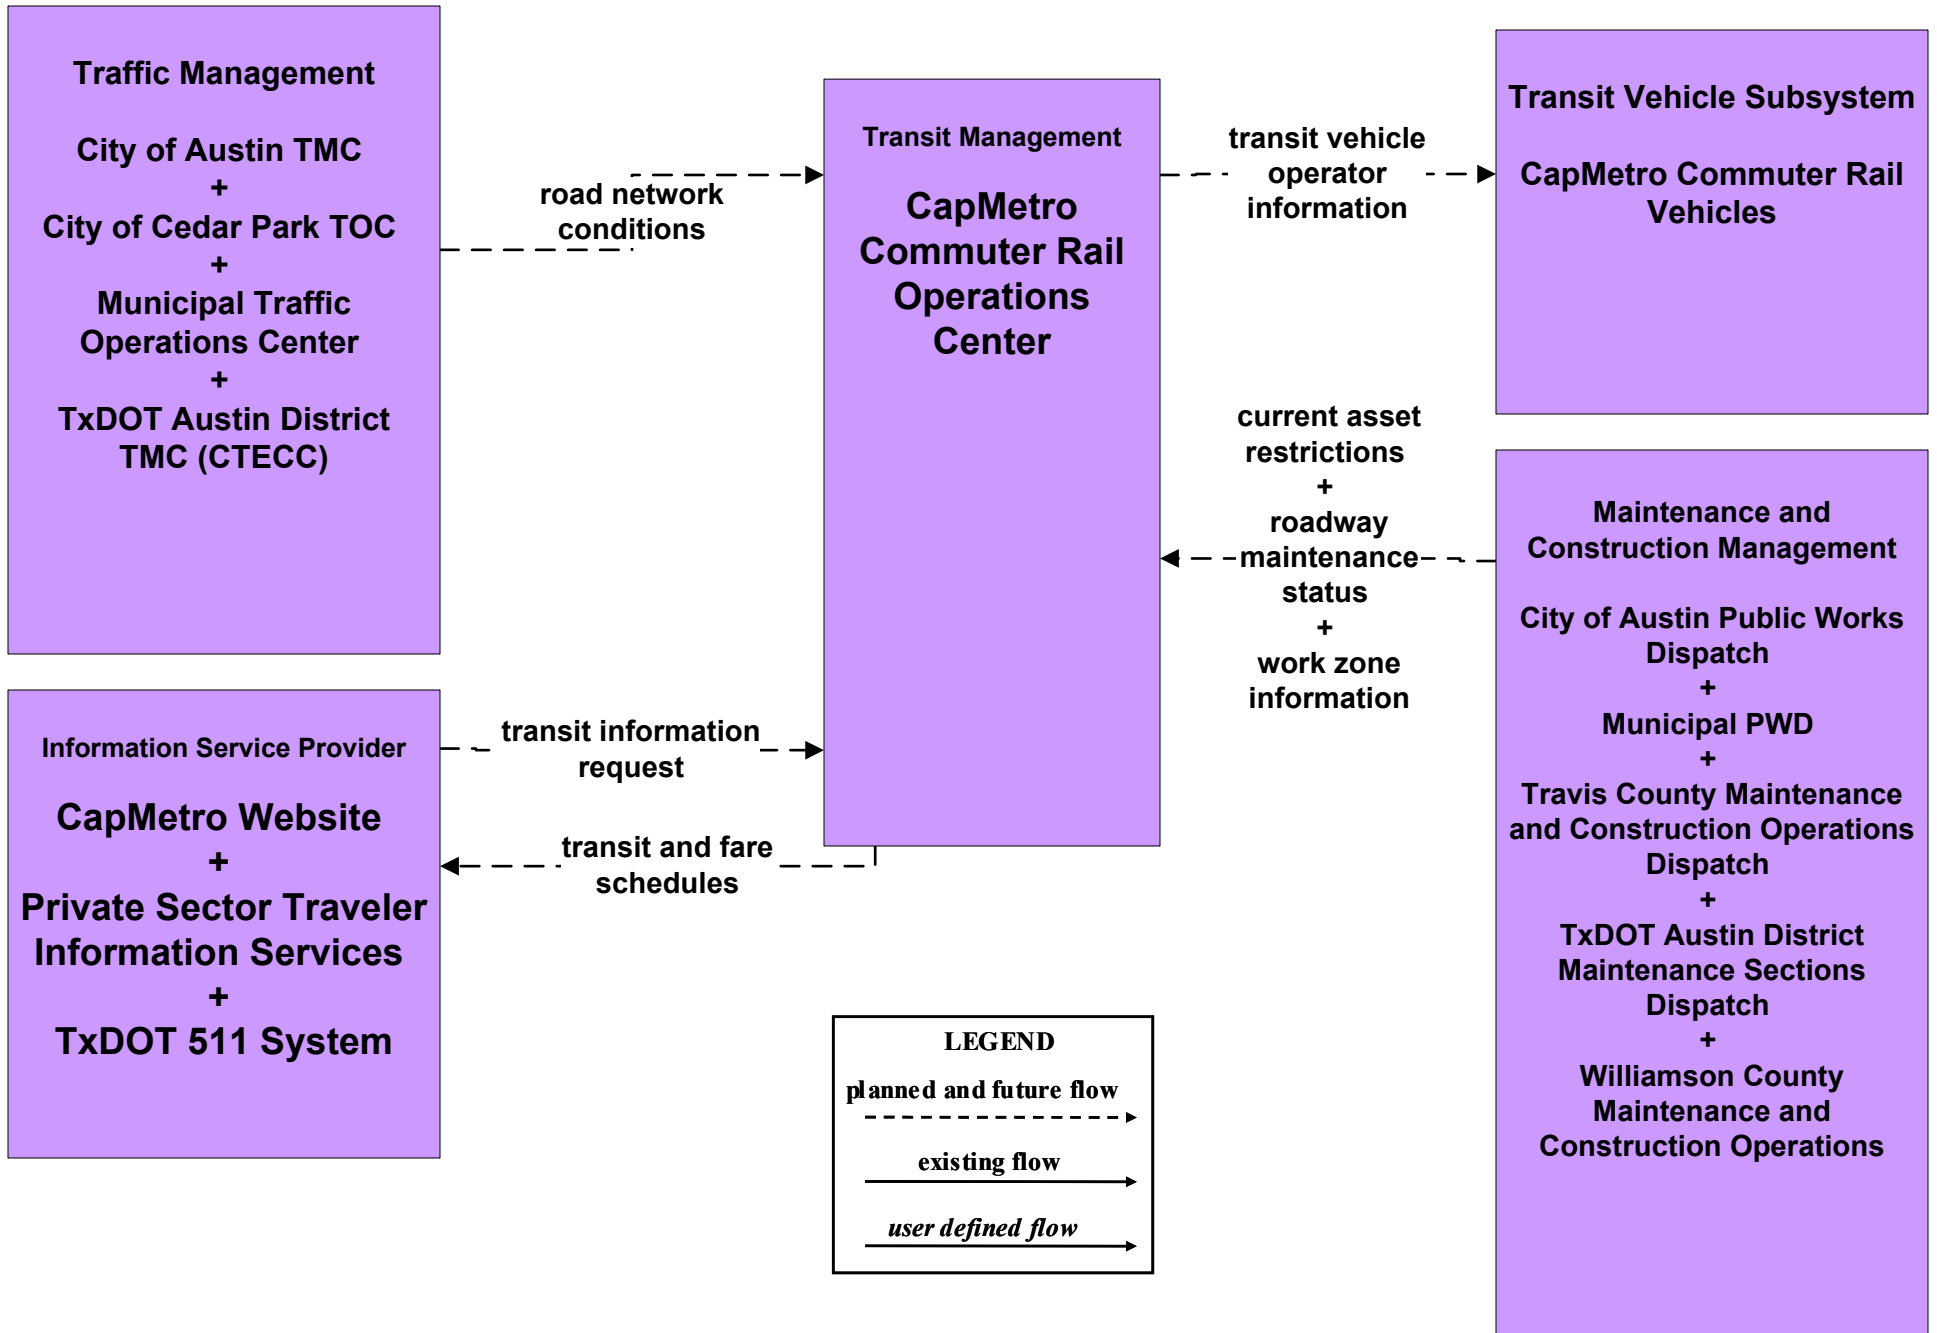 Traffic Management
City of Austin TMC
+
City of Cedar Park TOC
+
Municipal Traffic
Operations Center
+
TxDOT Austin District
TMC (CTECC)
road network
conditions
Transit Management
CapMetro
Commuter Rail
Operations
Center
transit vehicle
operator
information
Transit Vehicle Subsystem
CapMetro Commuter Rail
Vehicles
current asset
restrictions
+
roadway
maintenance
status
+
work zone
information
Maintenance and
Construction Management
City of Austin Public Works
Dispatch
+
Municipal PWD
+
Travis County Maintenance
and Construction Operations
Dispatch
+
TxDOT Austin District
Maintenance Sections
Dispatch
+
Williamson County
Maintenance and
Construction Operations
Information Service Provider
CapMetro Website
+
Private Sector Traveler
Information Services
+
TxDOT 511 System
transit information
request
transit and fare
schedules
LEGEND
planned and future flow
existing flow
user defined flow